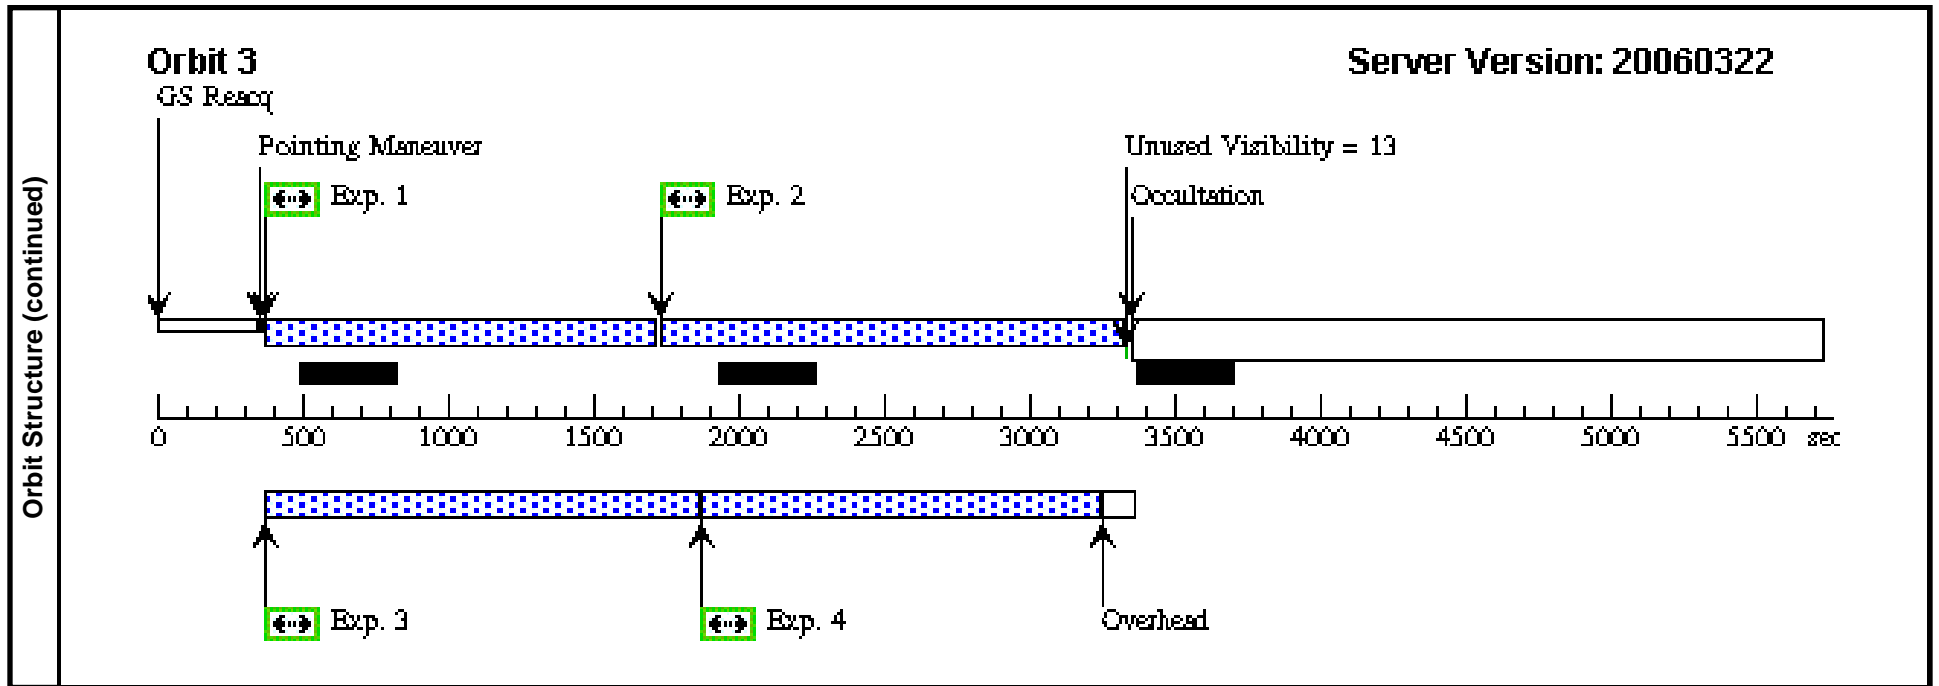 Orbit Structure (continued)
Orbit 3
Server Version: 20060322
GS Reacq
Pointing Maneuver
Unused Visibility = 13
Exp. 1
Exp. 2
Occultation
0 500 1000 1500 2000 2500 3000 3500 4000 4500 5000 5500 sec
Exp. 3
Exp. 4
Overhead